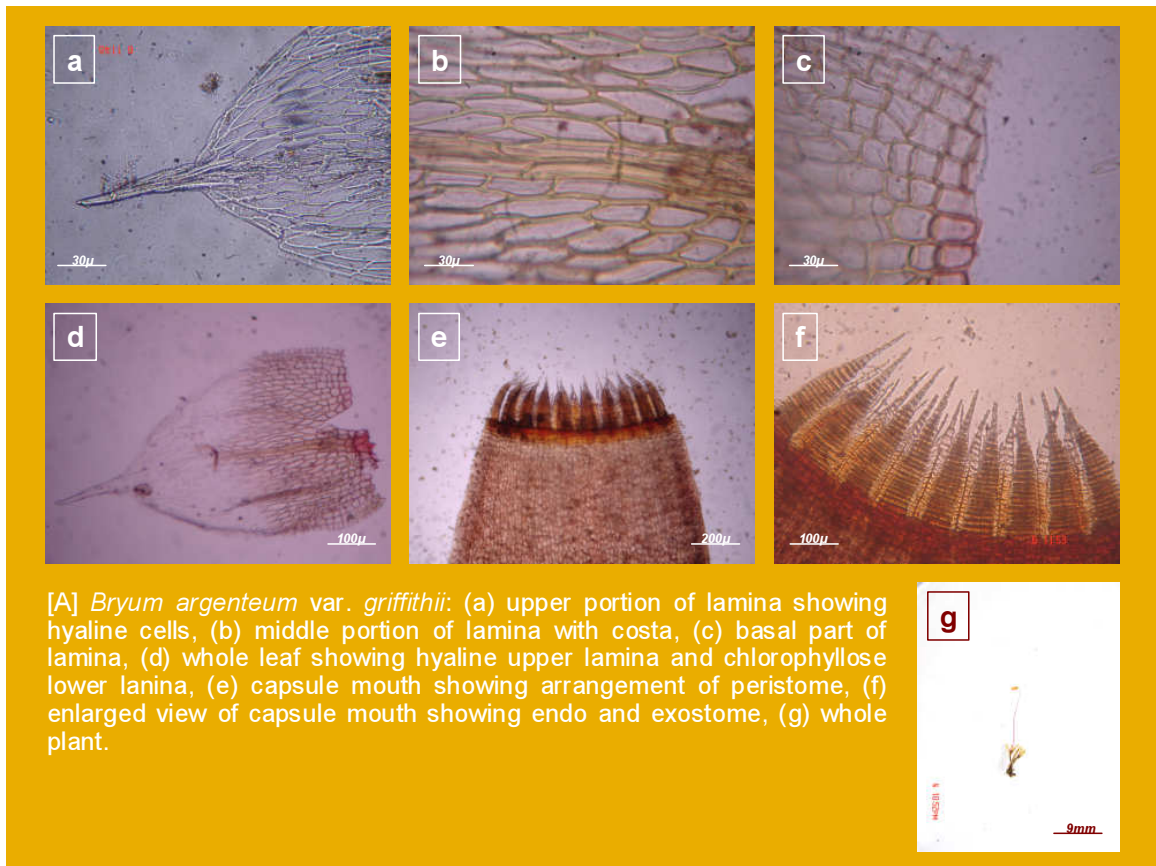 a
b
c
30µ
30µ
30µ
d
e
f
100µ
200µ
100µ
[A] Bryum argenteum var. griffithii: (a) upper portion of lamina showing
hyaline cells, (b) middle portion of lamina with costa, (c) basal part of
lamina, (d) whole leaf showing hyaline upper lamina and chlorophyllose
lower lanina, (e) capsule mouth showing arrangement of peristome, (f)
enlarged view of capsule mouth showing endo and exostome, (g) whole
plant.
g
9mm